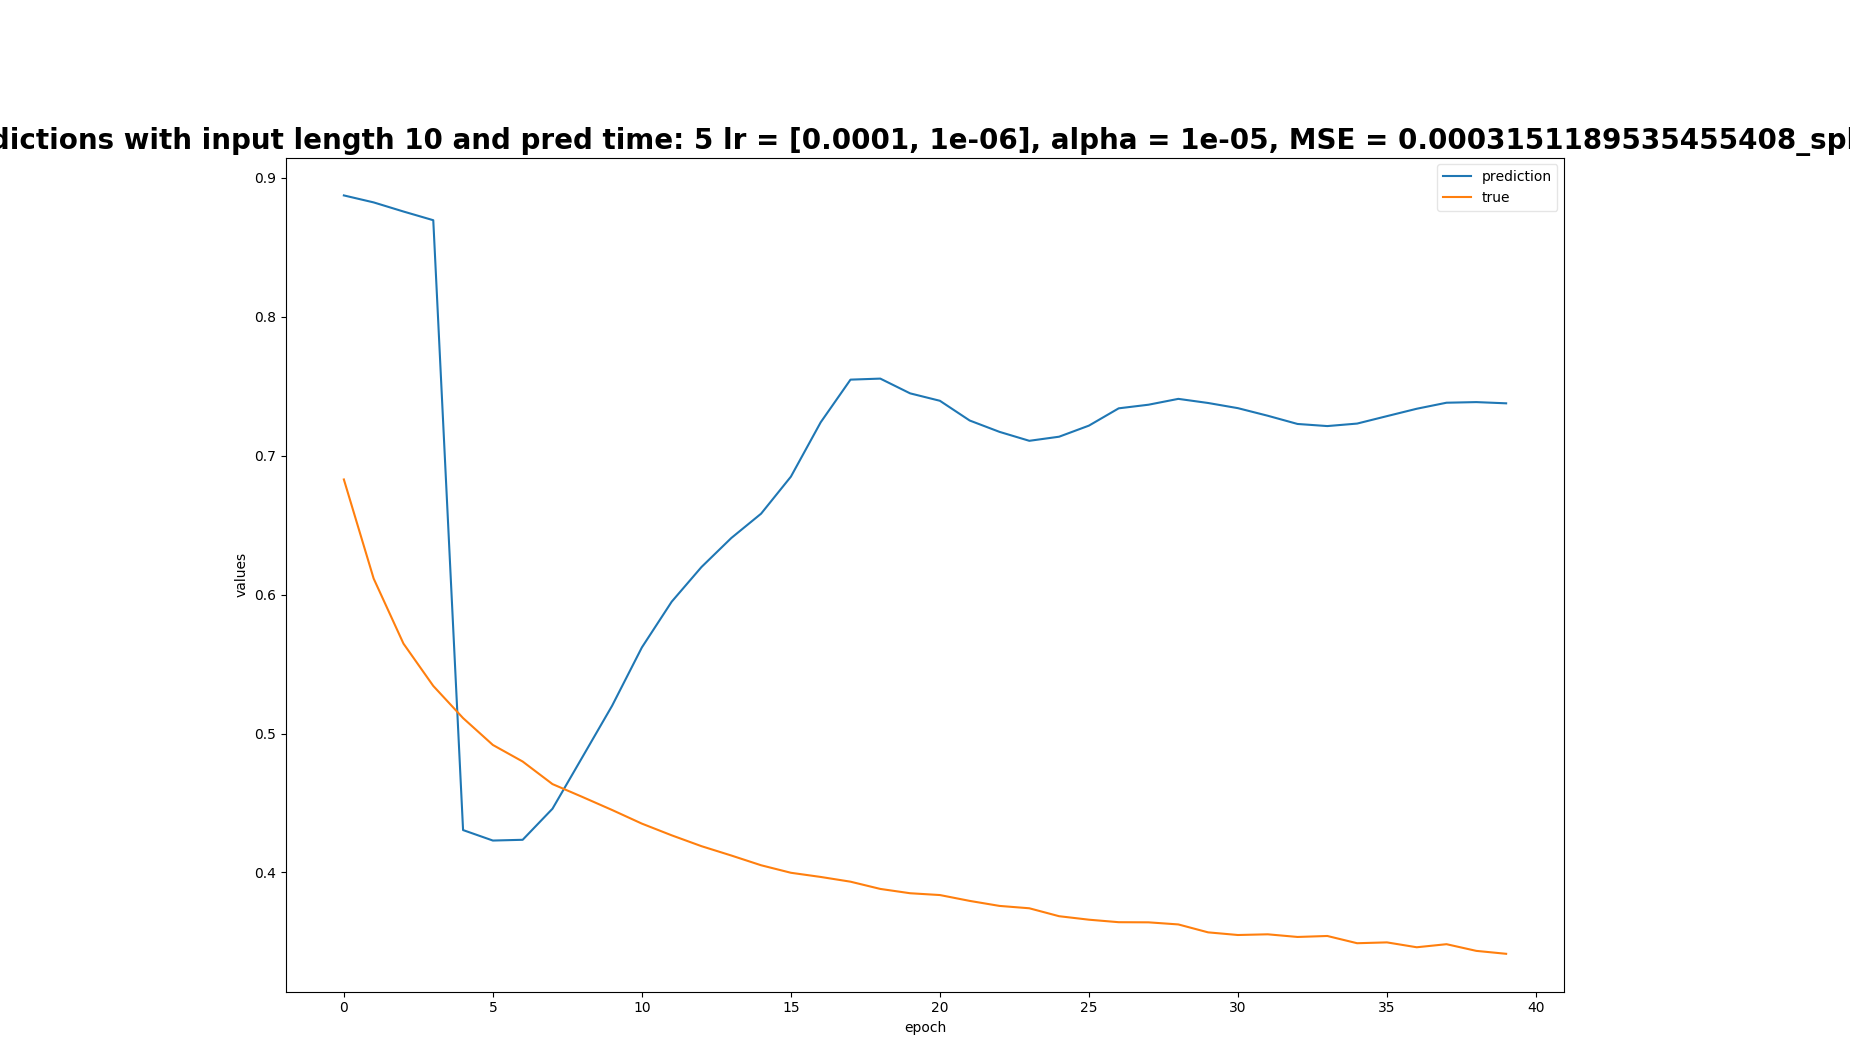 dictions with input length 10 and pred time: 5 lr = [0.0001, 1e-06], alpha = 1e-05, MSE = 0.0003151189535455408_spl
prediction
true
0.9
0.8
0.7
0.6
0.5
0.4
values
0 5 10 15 20 25 30 35 40
epoch